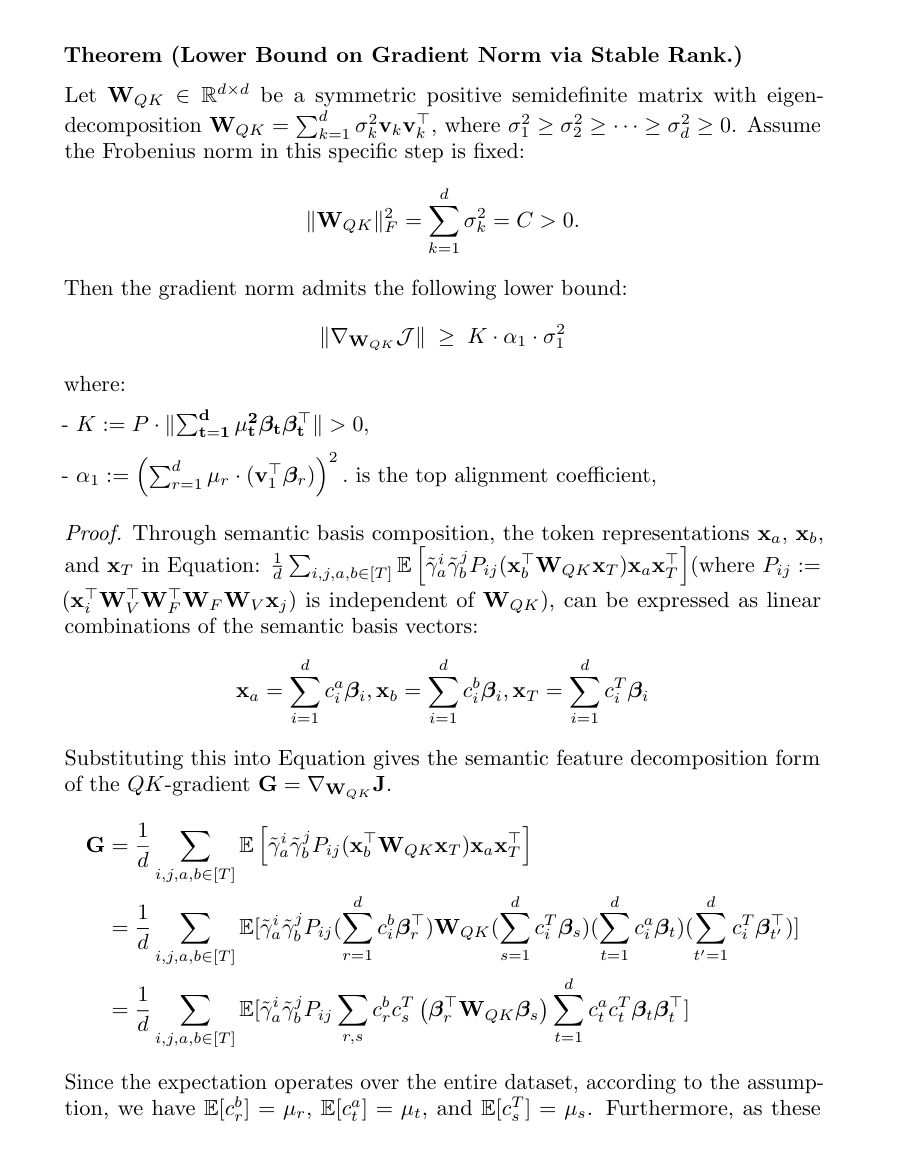 Theorem (Lower Bound on Gradient Norm via Stable Rank.)
Let $\mathbf{W}_{QK} \in \mathbb{R}^{d \times d}$ be a symmetric positive semidefinite matrix with eigen-
decomposition $\mathbf{W}_{QK} = \sum_{k=1}^{d} \sigma_k^2 \mathbf{v}_k \mathbf{v}_k^\top$, where $\sigma_1^2 \geq \sigma_2^2 \geq \cdots \geq \sigma_d^2 \geq 0$. Assume
the Frobenius norm in this specific step is fixed:
$\|\mathbf{W}_{QK}\|_F^2 = \sum_{k=1}^{d} \sigma_k^2 = C > 0.$
Then the gradient norm admits the following lower bound:
$\|\nabla_{\mathbf{W}_{QK}} \mathcal{J}\| \ \geq \ K \cdot \alpha_1 \cdot \sigma_1^2$
where:
- $K := P \cdot \|\sum_{\mathbf{t=1}}^{\mathbf{d}} \boldsymbol{\mu}_{\mathbf{t}}^{\mathbf{2}} \boldsymbol{\beta}_{\mathbf{t}} \boldsymbol{\beta}_{\mathbf{t}}^\top\| > 0,$
- $\alpha_1 := \left(\sum_{r=1}^{d} \mu_r \cdot (\mathbf{v}_1^\top \boldsymbol{\beta}_r)\right)^2$. is the top alignment coefficient,
Proof. Through semantic basis composition, the token representations $\mathbf{x}_a$, $\mathbf{x}_b$,
and $\mathbf{x}_T$ in Equation: $\frac{1}{d} \sum_{i,j,a,b \in [T]} \mathbb{E}\left[\tilde{\gamma}_a^i \tilde{\gamma}_b^j P_{ij} (\mathbf{x}_b^\top \mathbf{W}_{QK} \mathbf{x}_T) \mathbf{x}_a \mathbf{x}_T^\top\right]$(where $P_{ij} :=$
$(\mathbf{x}_i^\top \mathbf{W}_V^\top \mathbf{W}_F^\top \mathbf{W}_F \mathbf{W}_V \mathbf{x}_j)$ is independent of $\mathbf{W}_{QK}$), can be expressed as linear
combinations of the semantic basis vectors:
$\mathbf{x}_a = \sum_{i=1}^{d} c_i^a \boldsymbol{\beta}_i, \mathbf{x}_b = \sum_{i=1}^{d} c_i^b \boldsymbol{\beta}_i, \mathbf{x}_T = \sum_{i=1}^{d} c_i^T \boldsymbol{\beta}_i$
Substituting this into Equation gives the semantic feature decomposition form
of the $QK$-gradient $\mathbf{G} = \nabla_{\mathbf{W}_{QK}} \mathbf{J}$.
$\mathbf{G} = \frac{1}{d} \sum_{i,j,a,b \in [T]} \mathbb{E}\left[\tilde{\gamma}_a^i \tilde{\gamma}_b^j P_{ij} (\mathbf{x}_b^\top \mathbf{W}_{QK} \mathbf{x}_T) \mathbf{x}_a \mathbf{x}_T^\top\right]$
$= \frac{1}{d} \sum_{i,j,a,b \in [T]} \mathbb{E}[\tilde{\gamma}_a^i \tilde{\gamma}_b^j P_{ij} (\sum_{r=1}^{d} c_i^b \boldsymbol{\beta}_r^\top) \mathbf{W}_{QK} (\sum_{s=1}^{d} c_i^T \boldsymbol{\beta}_s)(\sum_{t=1}^{d} c_i^a \boldsymbol{\beta}_t)(\sum_{t'=1}^{d} c_i^T \boldsymbol{\beta}_{t'}^\top)]$
$= \frac{1}{d} \sum_{i,j,a,b \in [T]} \mathbb{E}[\tilde{\gamma}_a^i \tilde{\gamma}_b^j P_{ij} \sum_{r,s} c_r^b c_s^T \left(\boldsymbol{\beta}_r^\top \mathbf{W}_{QK} \boldsymbol{\beta}_s\right) \sum_{t=1}^{d} c_t^a c_t^T \boldsymbol{\beta}_t \boldsymbol{\beta}_t^\top]$
Since the expectation operates over the entire dataset, according to the assump-
tion, we have $\mathbb{E}[c_r^b] = \mu_r$, $\mathbb{E}[c_t^a] = \mu_t$, and $\mathbb{E}[c_s^T] = \mu_s$. Furthermore, as these